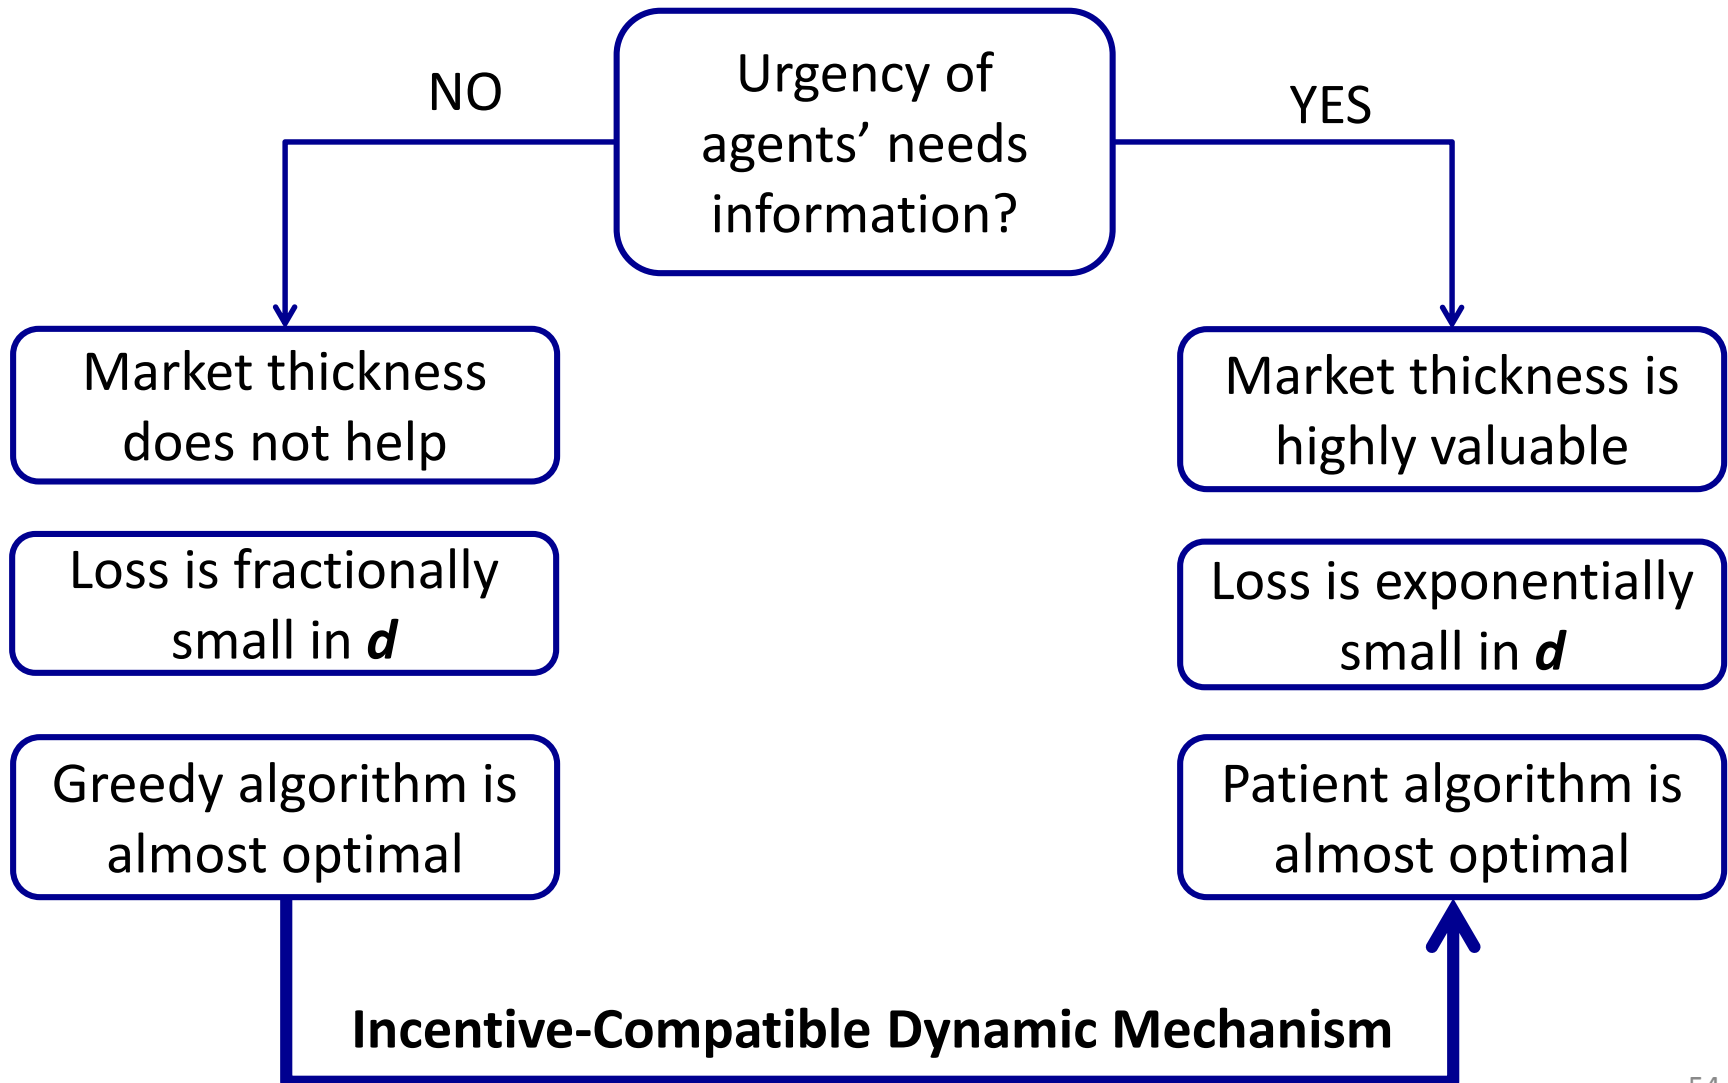 Urgency of
agents’ needs
information?
NO
YES
Market thickness
does not help
Market thickness is
highly valuable
Loss is fractionally
small in d
Loss is exponentially
small in d
Greedy algorithm is
almost optimal
Patient algorithm is
almost optimal
Incentive-Compatible Dynamic Mechanism